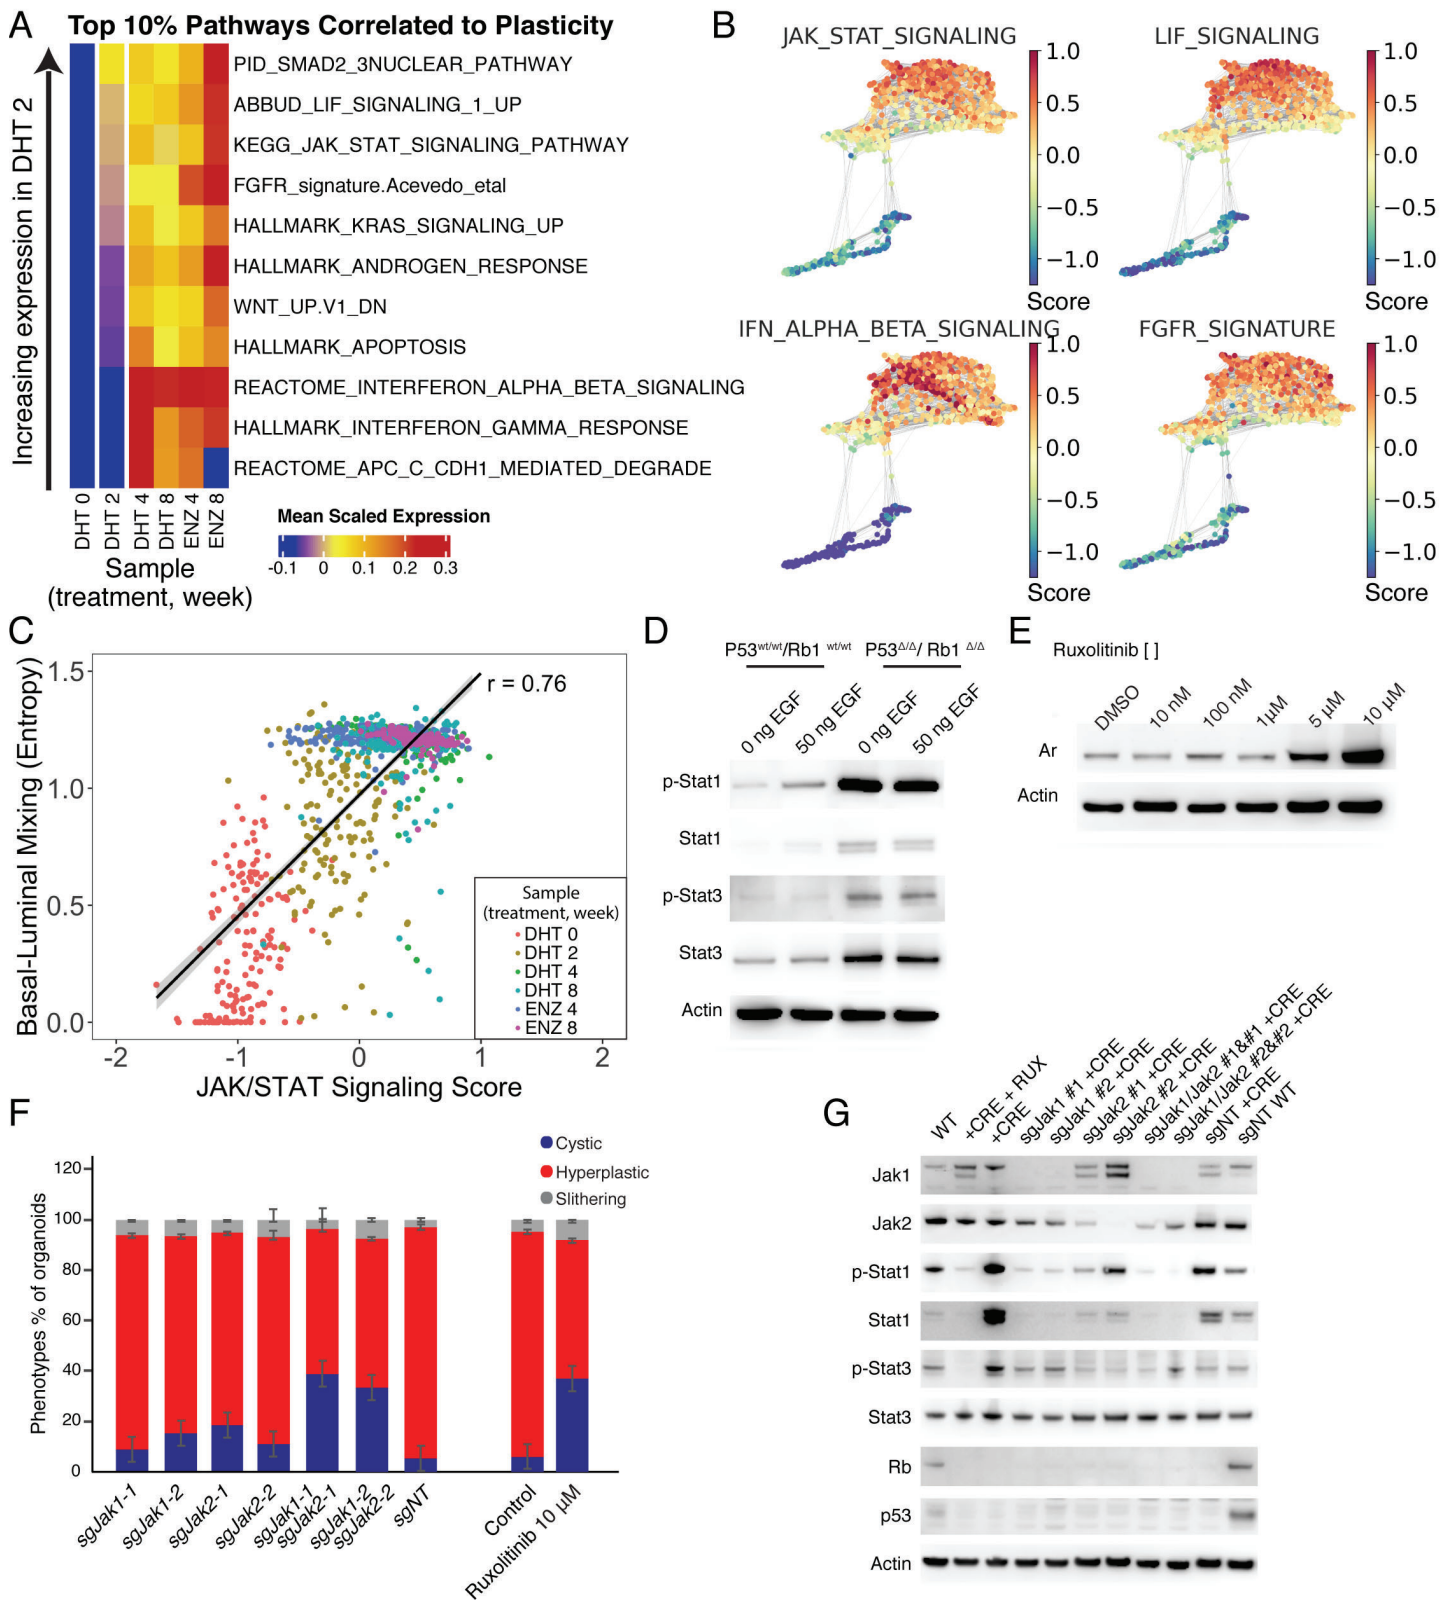 A
Top 10% Pathways Correlated to Plasticity
Increasing expression in DHT 2
PID_SMAD2_3NUCLEAR_PATHWAY
ABBUD_LIF_SIGNALING_1_UP
KEGG_JAK_STAT_SIGNALING_PATHWAY
FGFR_signature.Acevedo_etal
HALLMARK_KRAS_SIGNALING_UP
HALLMARK_ANDROGEN_RESPONSE
WNT_UP.V1_DN
HALLMARK_APOPTOSIS
REACTOME_INTERFERON_ALPHA_BETA_SIGNALING
HALLMARK_INTERFERON_GAMMA_RESPONSE
REACTOME_APC_C_CDH1_MEDIATED_DEGRADE
DHT 0
DHT 2
DHT 4
DHT 8
ENZ 4
ENZ 8
Sample
(treatment, week)
Mean Scaled Expression
-0.1 0 0.1 0.2 0.3
B
JAK_STAT_SIGNALING
1.0
0.5
0.0
−0.5
−1.0
Score
LIF_SIGNALING
1.0
0.5
0.0
−0.5
−1.0
Score
IFN_ALPHA_BETA_SIGNALING
1.0
0.5
0.0
−0.5
−1.0
Score
FGFR_SIGNATURE
1.0
0.5
0.0
−0.5
−1.0
Score
C
Basal-Luminal Mixing (Entropy)
1.5
1.0
0.5
0.0
r = 0.76
Sample
(treatment, week)
DHT 0
DHT 2
DHT 4
DHT 8
ENZ 4
ENZ 8
-2 -1 0 1 2
JAK/STAT Signaling Score
D
P53wt/wt/Rb1 wt/wt
P53Δ/Δ/ Rb1 Δ/Δ
0 ng EGF
50 ng EGF
0 ng EGF
50 ng EGF
p-Stat1
Stat1
p-Stat3
Stat3
Actin
E
Ruxolitinib [ ]
DMSO
10 nM
100 nM
1µM
5 µM
10 µM
Ar
Actin
F
Cystic
Hyperplastic
Slithering
Phenotypes % of organoids
120
100
80
60
40
20
0
sgJak1-1
sgJak1-2
sgJak2-1
sgJak2-2
sgJak1-1
sgJak2-1
sgJak1-2
sgJak2-2
sgNT
Control
Ruxolitinib 10 µM
G
WT
+CRE + RUX
+CRE
sgJak1 #1 +CRE
sgJak1 #2 +CRE
sgJak2 #1 +CRE
sgJak2 #2 +CRE
sgJak1/Jak2 #1&#1 +CRE
sgJak1/Jak2 #2&#2 +CRE
sgNT +CRE
sgNT WT
Jak1
Jak2
p-Stat1
Stat1
p-Stat3
Stat3
Rb
p53
Actin